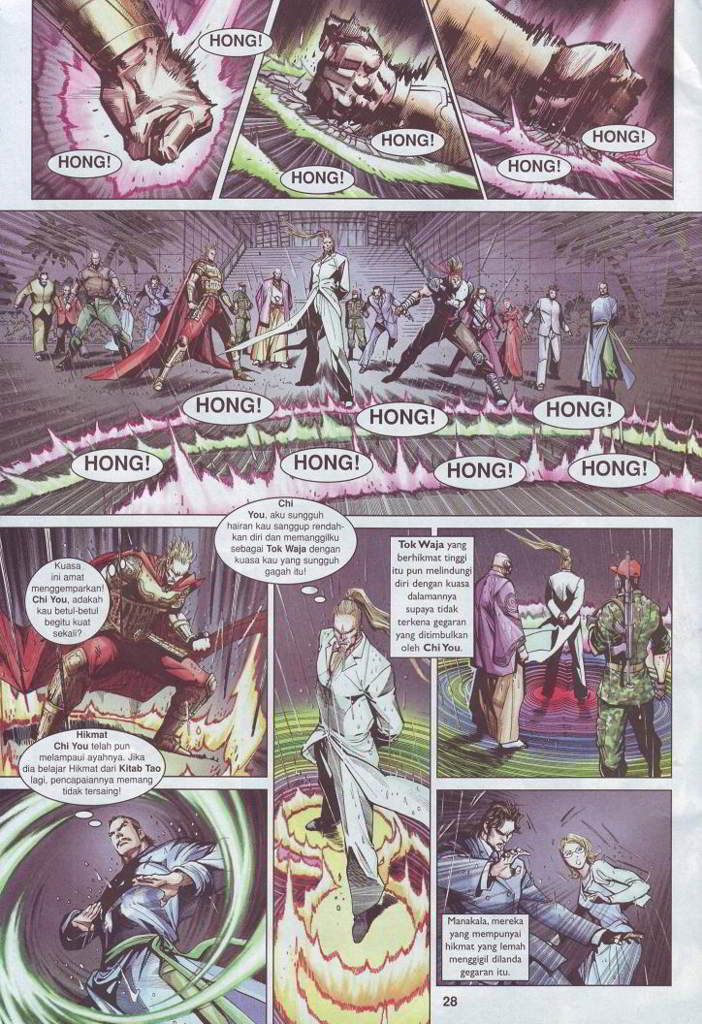 HONG!
HONG!
HONG!
HONG!
HONG!
HONG!
HONG!
HONG!
HONG!
HONG!
HONG!
HONG!
HONG!
Chi
You, aku sungguh
hairan kau sanggup rendah-
kan diri dan memanggilku
sebagai Tok Waja dengan
kuasa kau yang sungguh
gagah itu!
Kuasa
ini amat
menggemparkan!
Chi You, adakah
kau betul-betul
begitu kuat
sekali?
Tok Waja yang
berhikmat tinggi
itu pun melindungi
diri dengan kuasa
dalamannya
supaya tidak
terkena gegaran
yang ditimbulkan
oleh Chi You.
Hikmat
Chi You telah pun
melampaui ayahnya. Jika
dia belajar Hikmat dari Kitab Tao
lagi, pencapaiannya memang
tidak tersaing!
Manakala, mereka
yang mempunyai
hikmat yang lemah
menggigil dilanda
gegaran itu.
28